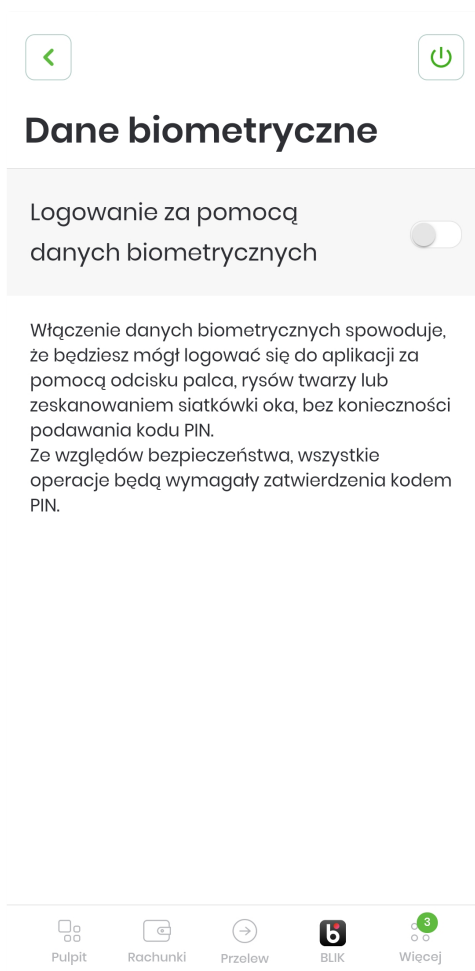 Dane biometryczne
Logowanie za pomocą
danych biometrycznych
Włączenie danych biometrycznych spowoduje,
że będziesz mógł logować się do aplikacji za
pomocą odcisku palca, rysów twarzy lub
zeskanowaniem siatkówki oka, bez konieczności
podawania kodu PIN.
Ze względów bezpieczeństwa, wszystkie
operacje będą wymagały zatwierdzenia kodem
PIN.
3
Pulpit Rachunki Przelew BLIK Więcej